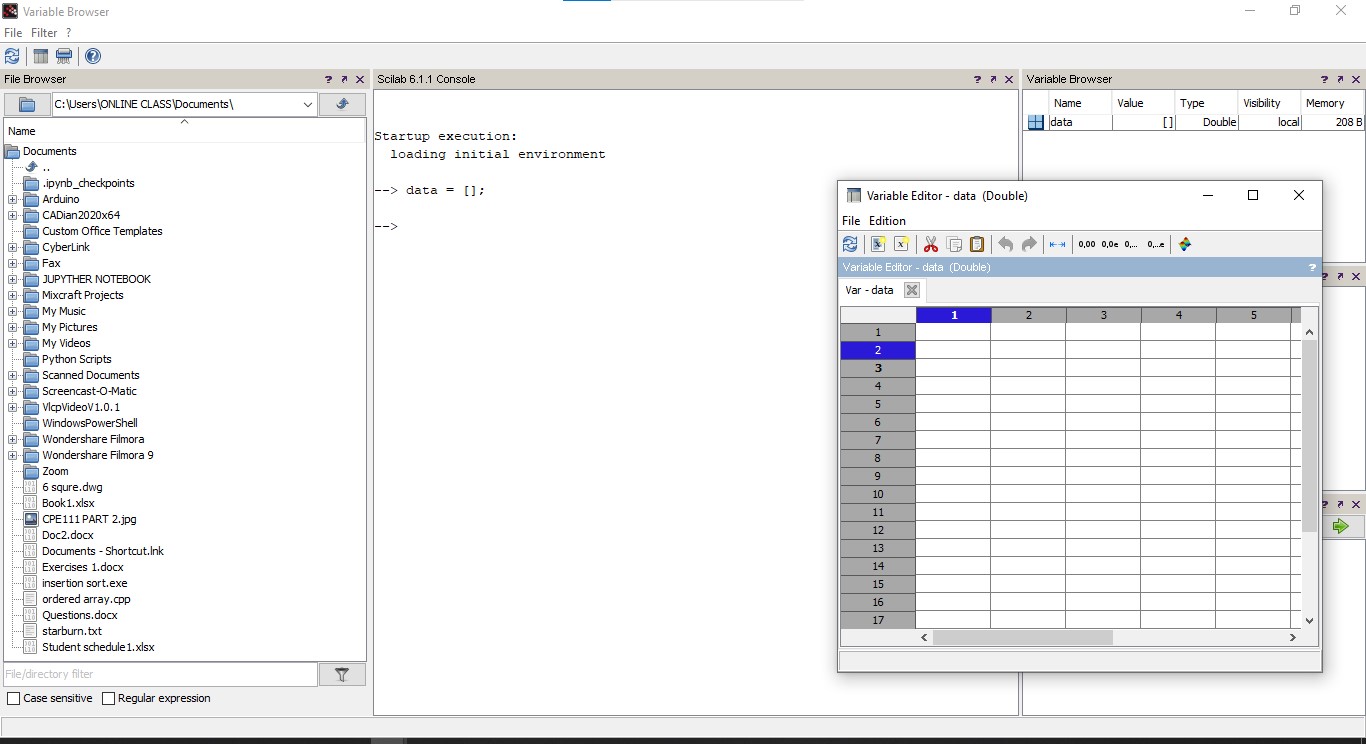 Variable Browser
File Filter ?
File Browser ?
C:\Users\ONLINE CLASS\Documents\
Name
Documents
..
.ipynb_checkpoints
Arduino
CADian2020x64
Custom Office Templates
CyberLink
Fax
JUPYTHER NOTEBOOK
Mixcraft Projects
My Music
My Pictures
My Videos
Python Scripts
Scanned Documents
Screencast-O-Matic
VlcpVideoV1.0.1
WindowsPowerShell
Wondershare Filmora
Wondershare Filmora 9
Zoom
6 squre.dwg
Book1.xlsx
CPE111 PART 2.jpg
Doc2.docx
Documents - Shortcut.lnk
Exercises 1.docx
insertion sort.exe
ordered array.cpp
Questions.docx
starburn.txt
Student schedule1.xlsx
File/directory filter
Case sensitive Regular expression
Scilab 6.1.1 Console ?
Startup execution:
loading initial environment
--> data = [];
-->
Variable Browser ?
Name Value Type Visibility Memory
data [] Double local 208 B
Variable Editor - data (Double)
File Edition
0,00 0,0e 0,... 0,...e
Variable Editor - data (Double) ?
Var - data
1 2 3 4 5
1
2
3
4
5
6
7
8
9
10
11
12
13
14
15
16
17
?
?